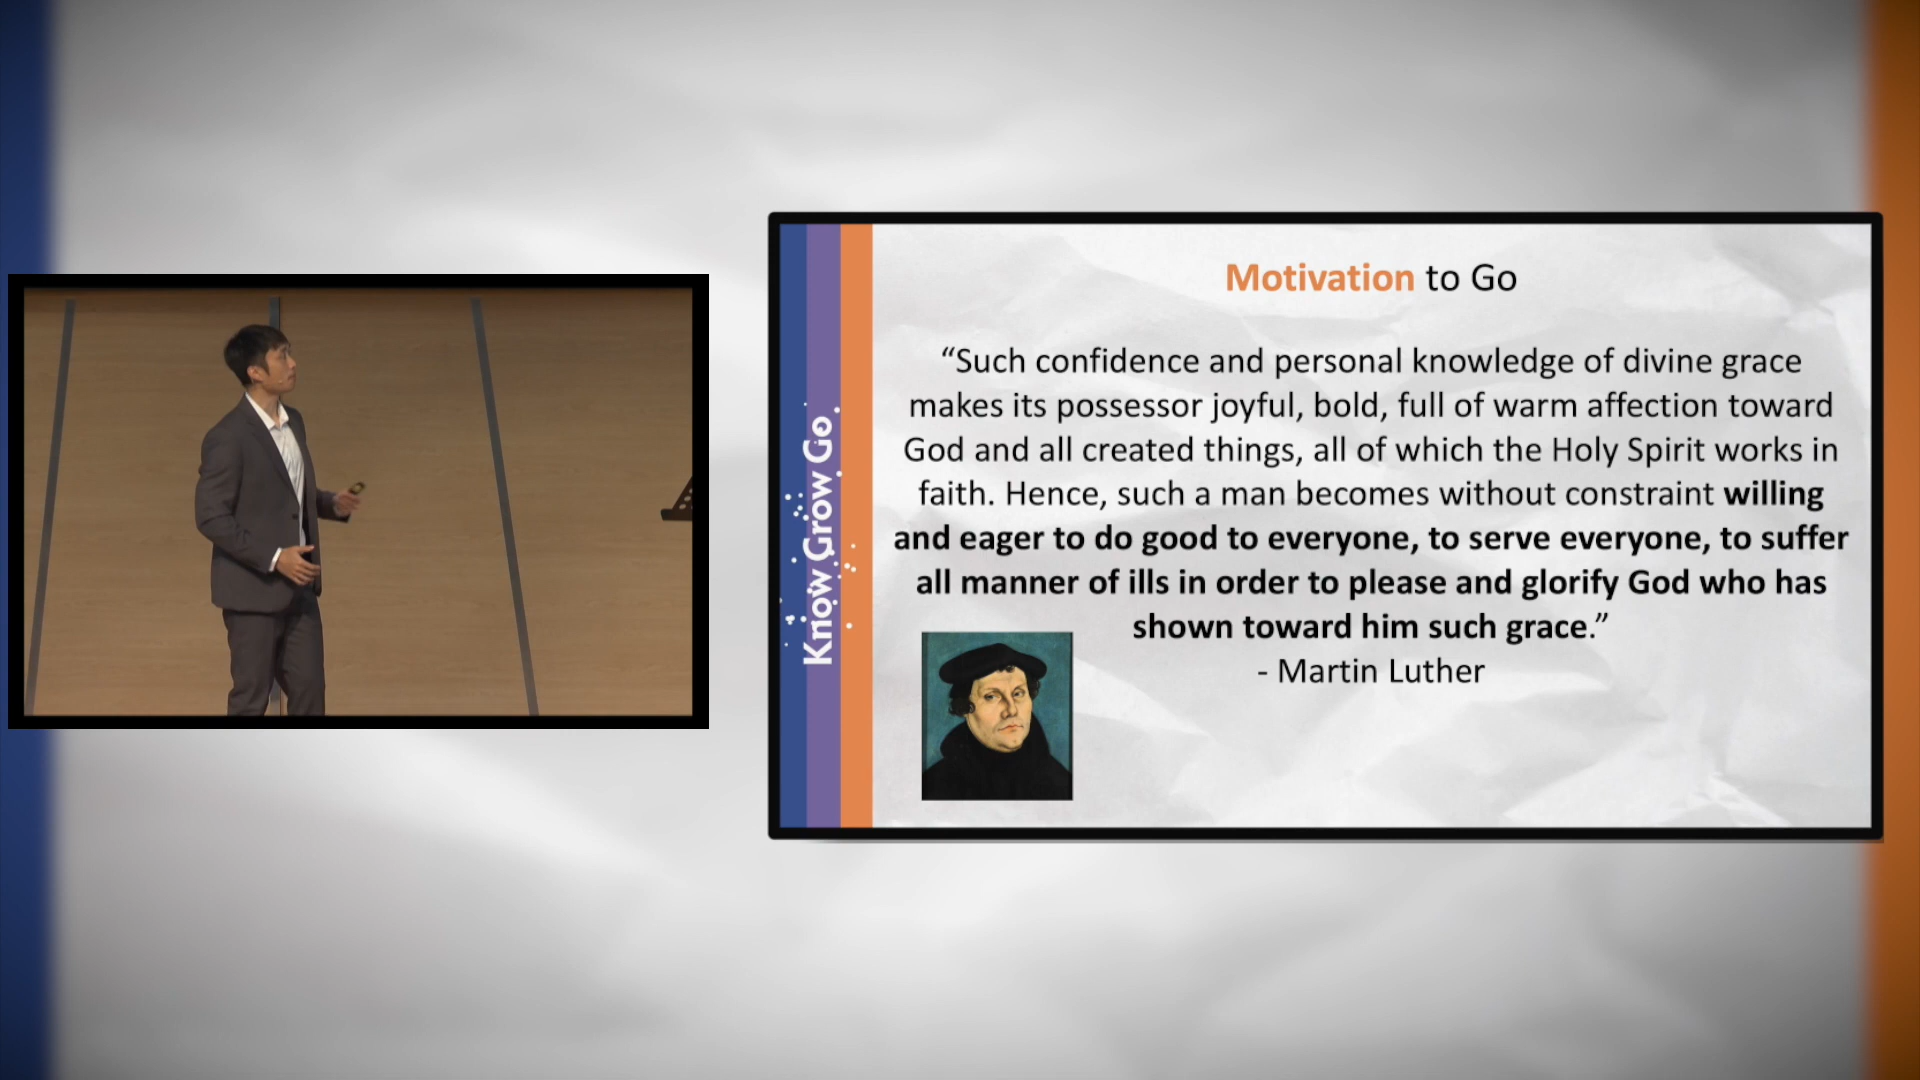 Motivation to Go
“Such confidence and personal knowledge of divine grace
makes its possessor joyful, bold, full of warm affection toward
God and all created things, all of which the Holy Spirit works in
faith. Hence, such a man becomes without constraint willing
and eager to do good to everyone, to serve everyone, to suffer
all manner of ills in order to please and glorify God who has
shown toward him such grace.”
- Martin Luther
Know Grow Go